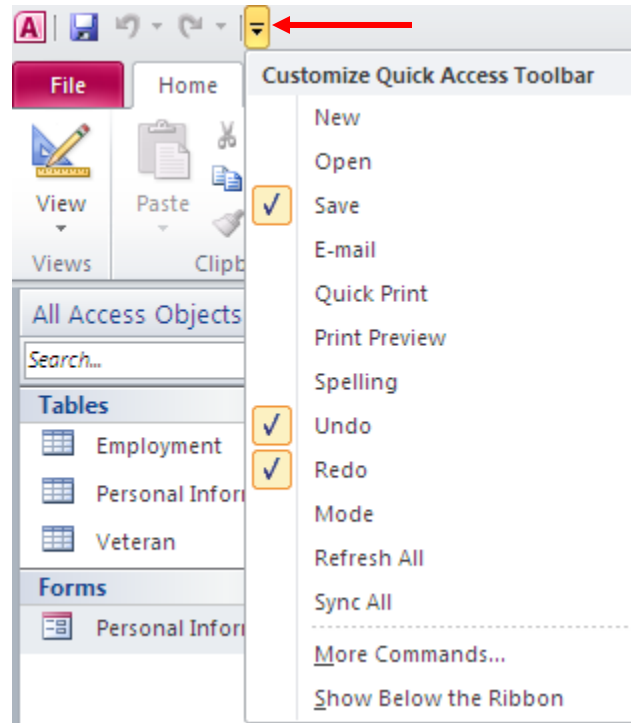 A
File
Home
Customize Quick Access Toolbar
New
Open
Save
E-mail
Quick Print
Print Preview
Spelling
Undo
Redo
Mode
Refresh All
Sync All
More Commands...
Show Below the Ribbon
View
Paste
Views
Clipb
All Access Objects
Search...
Tables
Employment
Personal Infor
Veteran
Forms
Personal Infor